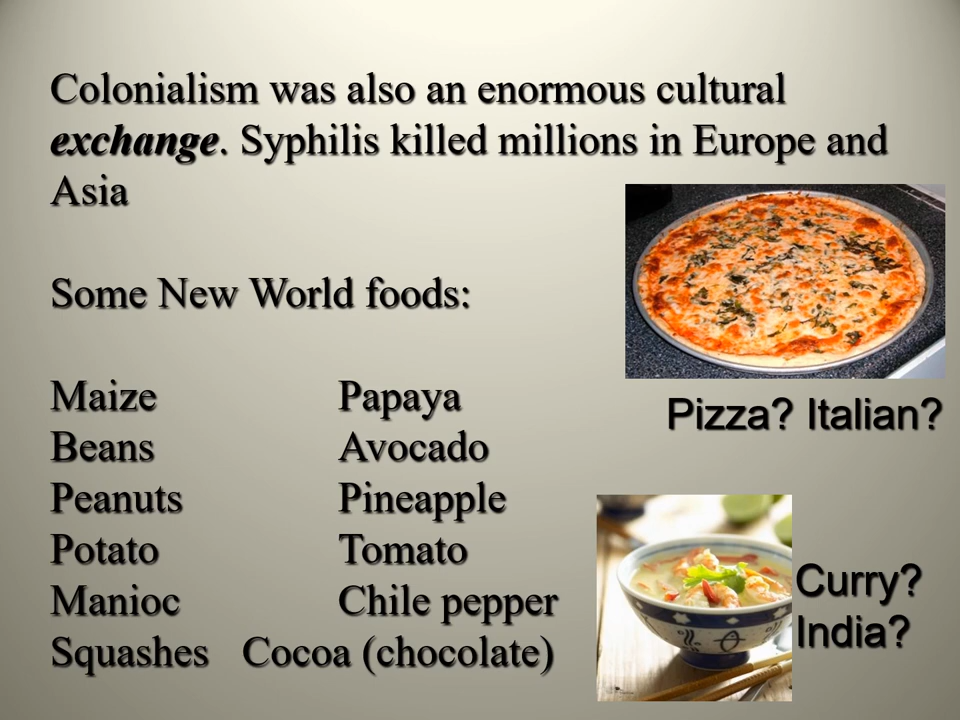 Colonialism was also an enormous cultural
exchange. Syphilis killed millions in Europe and
Asia
Some New World foods:
Maize Papaya
Beans Avocado
Peanuts Pineapple
Potato Tomato
Manioc Chile pepper
Squashes Cocoa (chocolate)
Pizza? Italian?
Curry?
India?